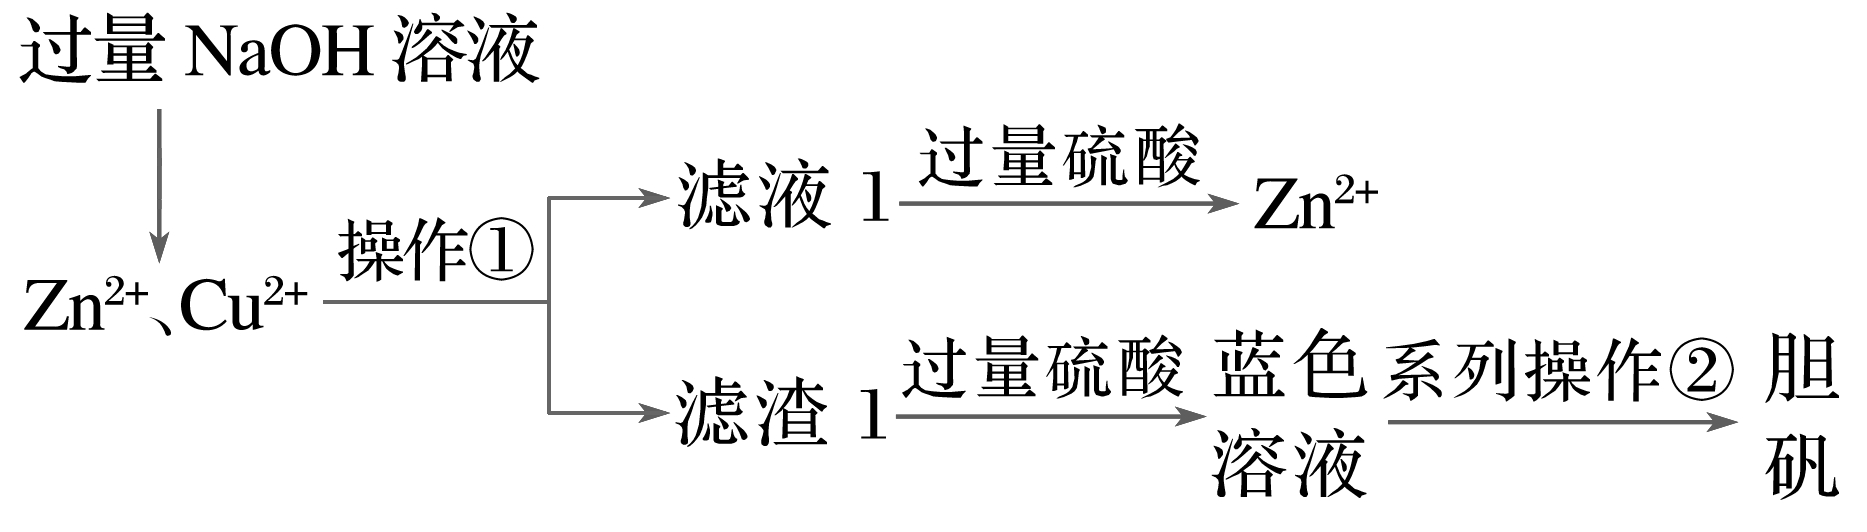 过量 NaOH 溶液
Zn²⁺、Cu²⁺
操作①
滤液 1
过量硫酸
Zn²⁺
滤渣 1
过量硫酸
蓝色
溶液
系列操作②
胆
矾